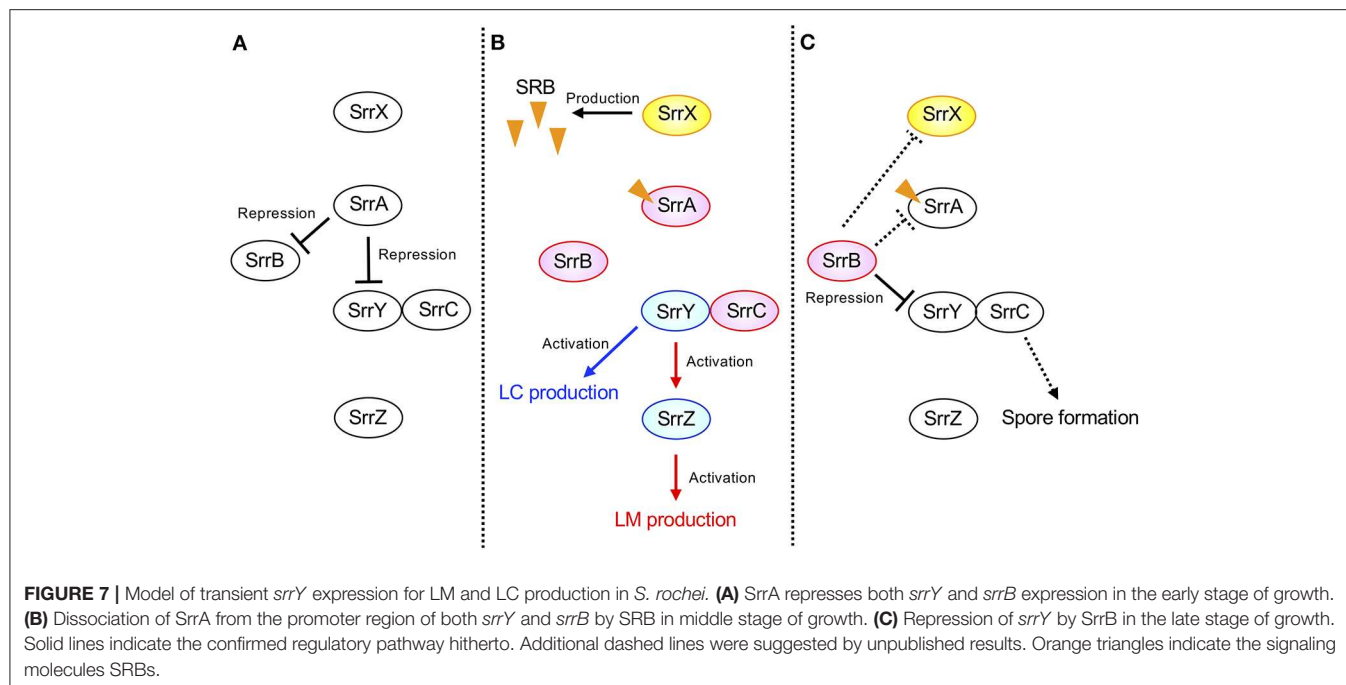 A
SrrX
SrrA
Repression
SrrB
Repression
SrrY
SrrC
SrrZ
B
SRB
Production
SrrX
SrrA
SrrB
SrrY
SrrC
Activation
Activation
LC production
SrrZ
Activation
LM production
C
SrrX
SrrA
SrrB
Repression
SrrY
SrrC
SrrZ
Spore formation
FIGURE 7 | Model of transient srrY expression for LM and LC production in S. rochei. (A) SrrA represses both srrY and srrB expression in the early stage of growth.
(B) Dissociation of SrrA from the promoter region of both srrY and srrB by SRB in middle stage of growth. (C) Repression of srrY by SrrB in the late stage of growth.
Solid lines indicate the confirmed regulatory pathway hitherto. Additional dashed lines were suggested by unpublished results. Orange triangles indicate the signaling
molecules SRBs.